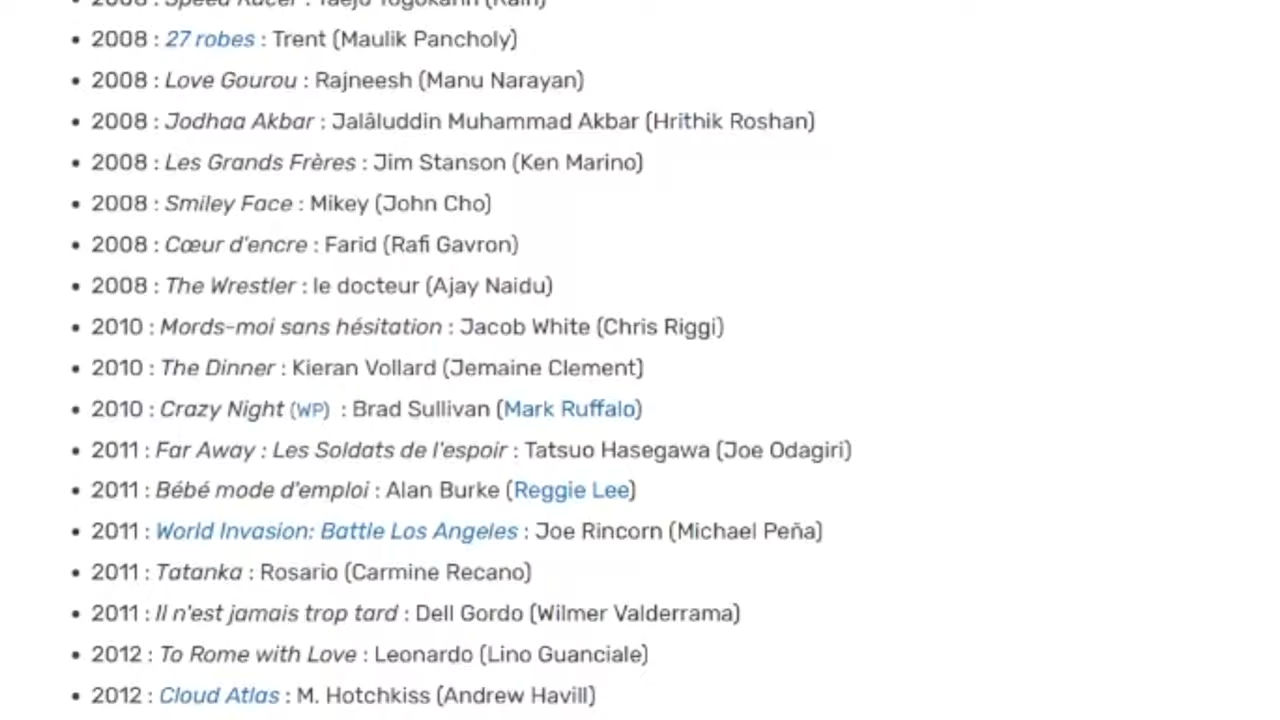 2008 : Speed Racer : Taejo Togokahn (Rain)
• 2008 : 27 robes : Trent (Maulik Pancholy)
• 2008 : Love Gourou : Rajneesh (Manu Narayan)
• 2008 : Jodhaa Akbar : Jalâluddin Muhammad Akbar (Hrithik Roshan)
• 2008 : Les Grands Frères : Jim Stanson (Ken Marino)
• 2008 : Smiley Face : Mikey (John Cho)
• 2008 : Cœur d'encre : Farid (Rafi Gavron)
• 2008 : The Wrestler : le docteur (Ajay Naidu)
• 2010 : Mords-moi sans hésitation : Jacob White (Chris Riggi)
• 2010 : The Dinner : Kieran Vollard (Jemaine Clement)
• 2010 : Crazy Night (WP) : Brad Sullivan (Mark Ruffalo)
• 2011 : Far Away : Les Soldats de l'espoir : Tatsuo Hasegawa (Joe Odagiri)
• 2011 : Bébé mode d'emploi : Alan Burke (Reggie Lee)
• 2011 : World Invasion: Battle Los Angeles : Joe Rincorn (Michael Peña)
• 2011 : Tatanka : Rosario (Carmine Recano)
• 2011 : Il n'est jamais trop tard : Dell Gordo (Wilmer Valderrama)
• 2012 : To Rome with Love : Leonardo (Lino Guanciale)
• 2012 : Cloud Atlas : M. Hotchkiss (Andrew Havill)